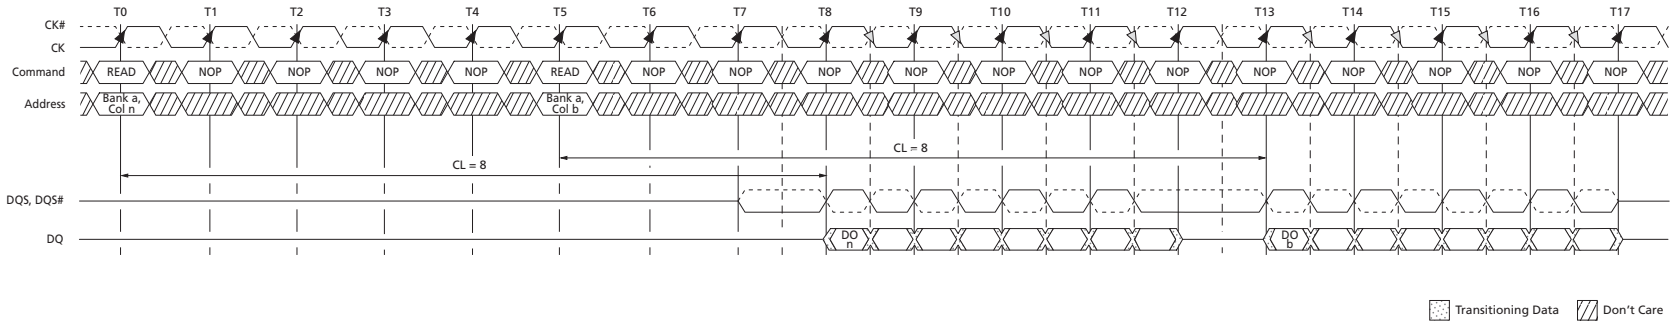 T0 T1 T2 T3 T4 T5 T6 T7 T8 T9 T10 T11 T12 T13 T14 T15 T16 T17
CK#
CK
Command READ NOP NOP NOP NOP READ NOP NOP NOP NOP NOP NOP NOP NOP NOP NOP NOP NOP
Address Bank a, Bank a,
Col n Col b
CL = 8
CL = 8
DQS, DQS#
DQ DO DO
n b
Transitioning Data Don't Care